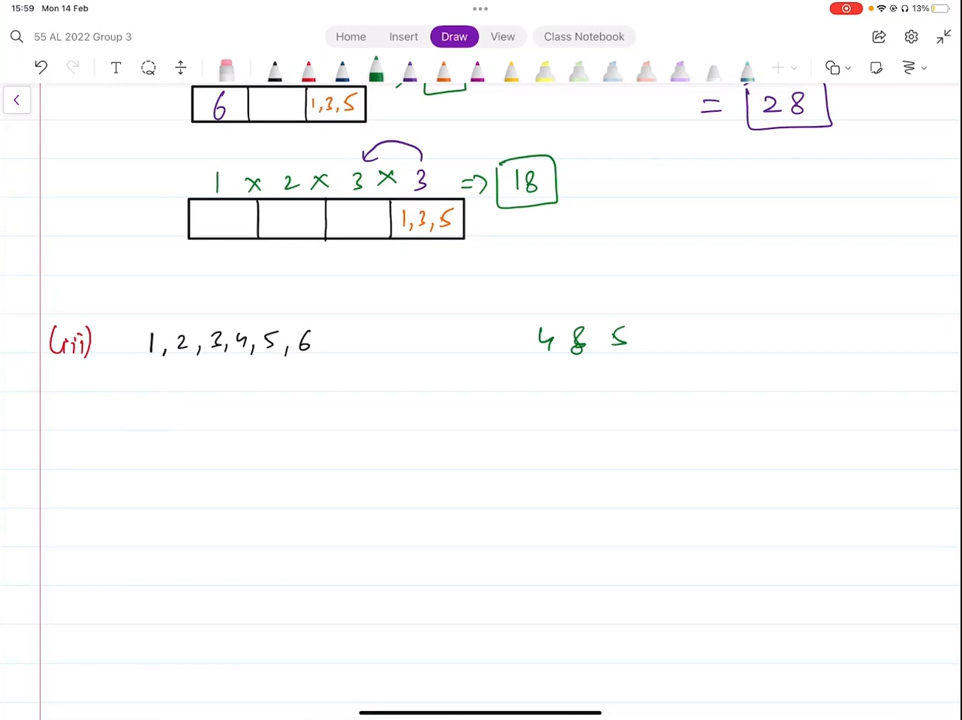 15:59 Mon 14 Feb
13%
55 AL 2022 Group 3
Home Insert Draw View Class Notebook
6 1,3,5
= 28
1 × 2 × 3 × 3 => 18
1,3,5
(iii) 1, 2, 3, 4, 5, 6 4 & 5